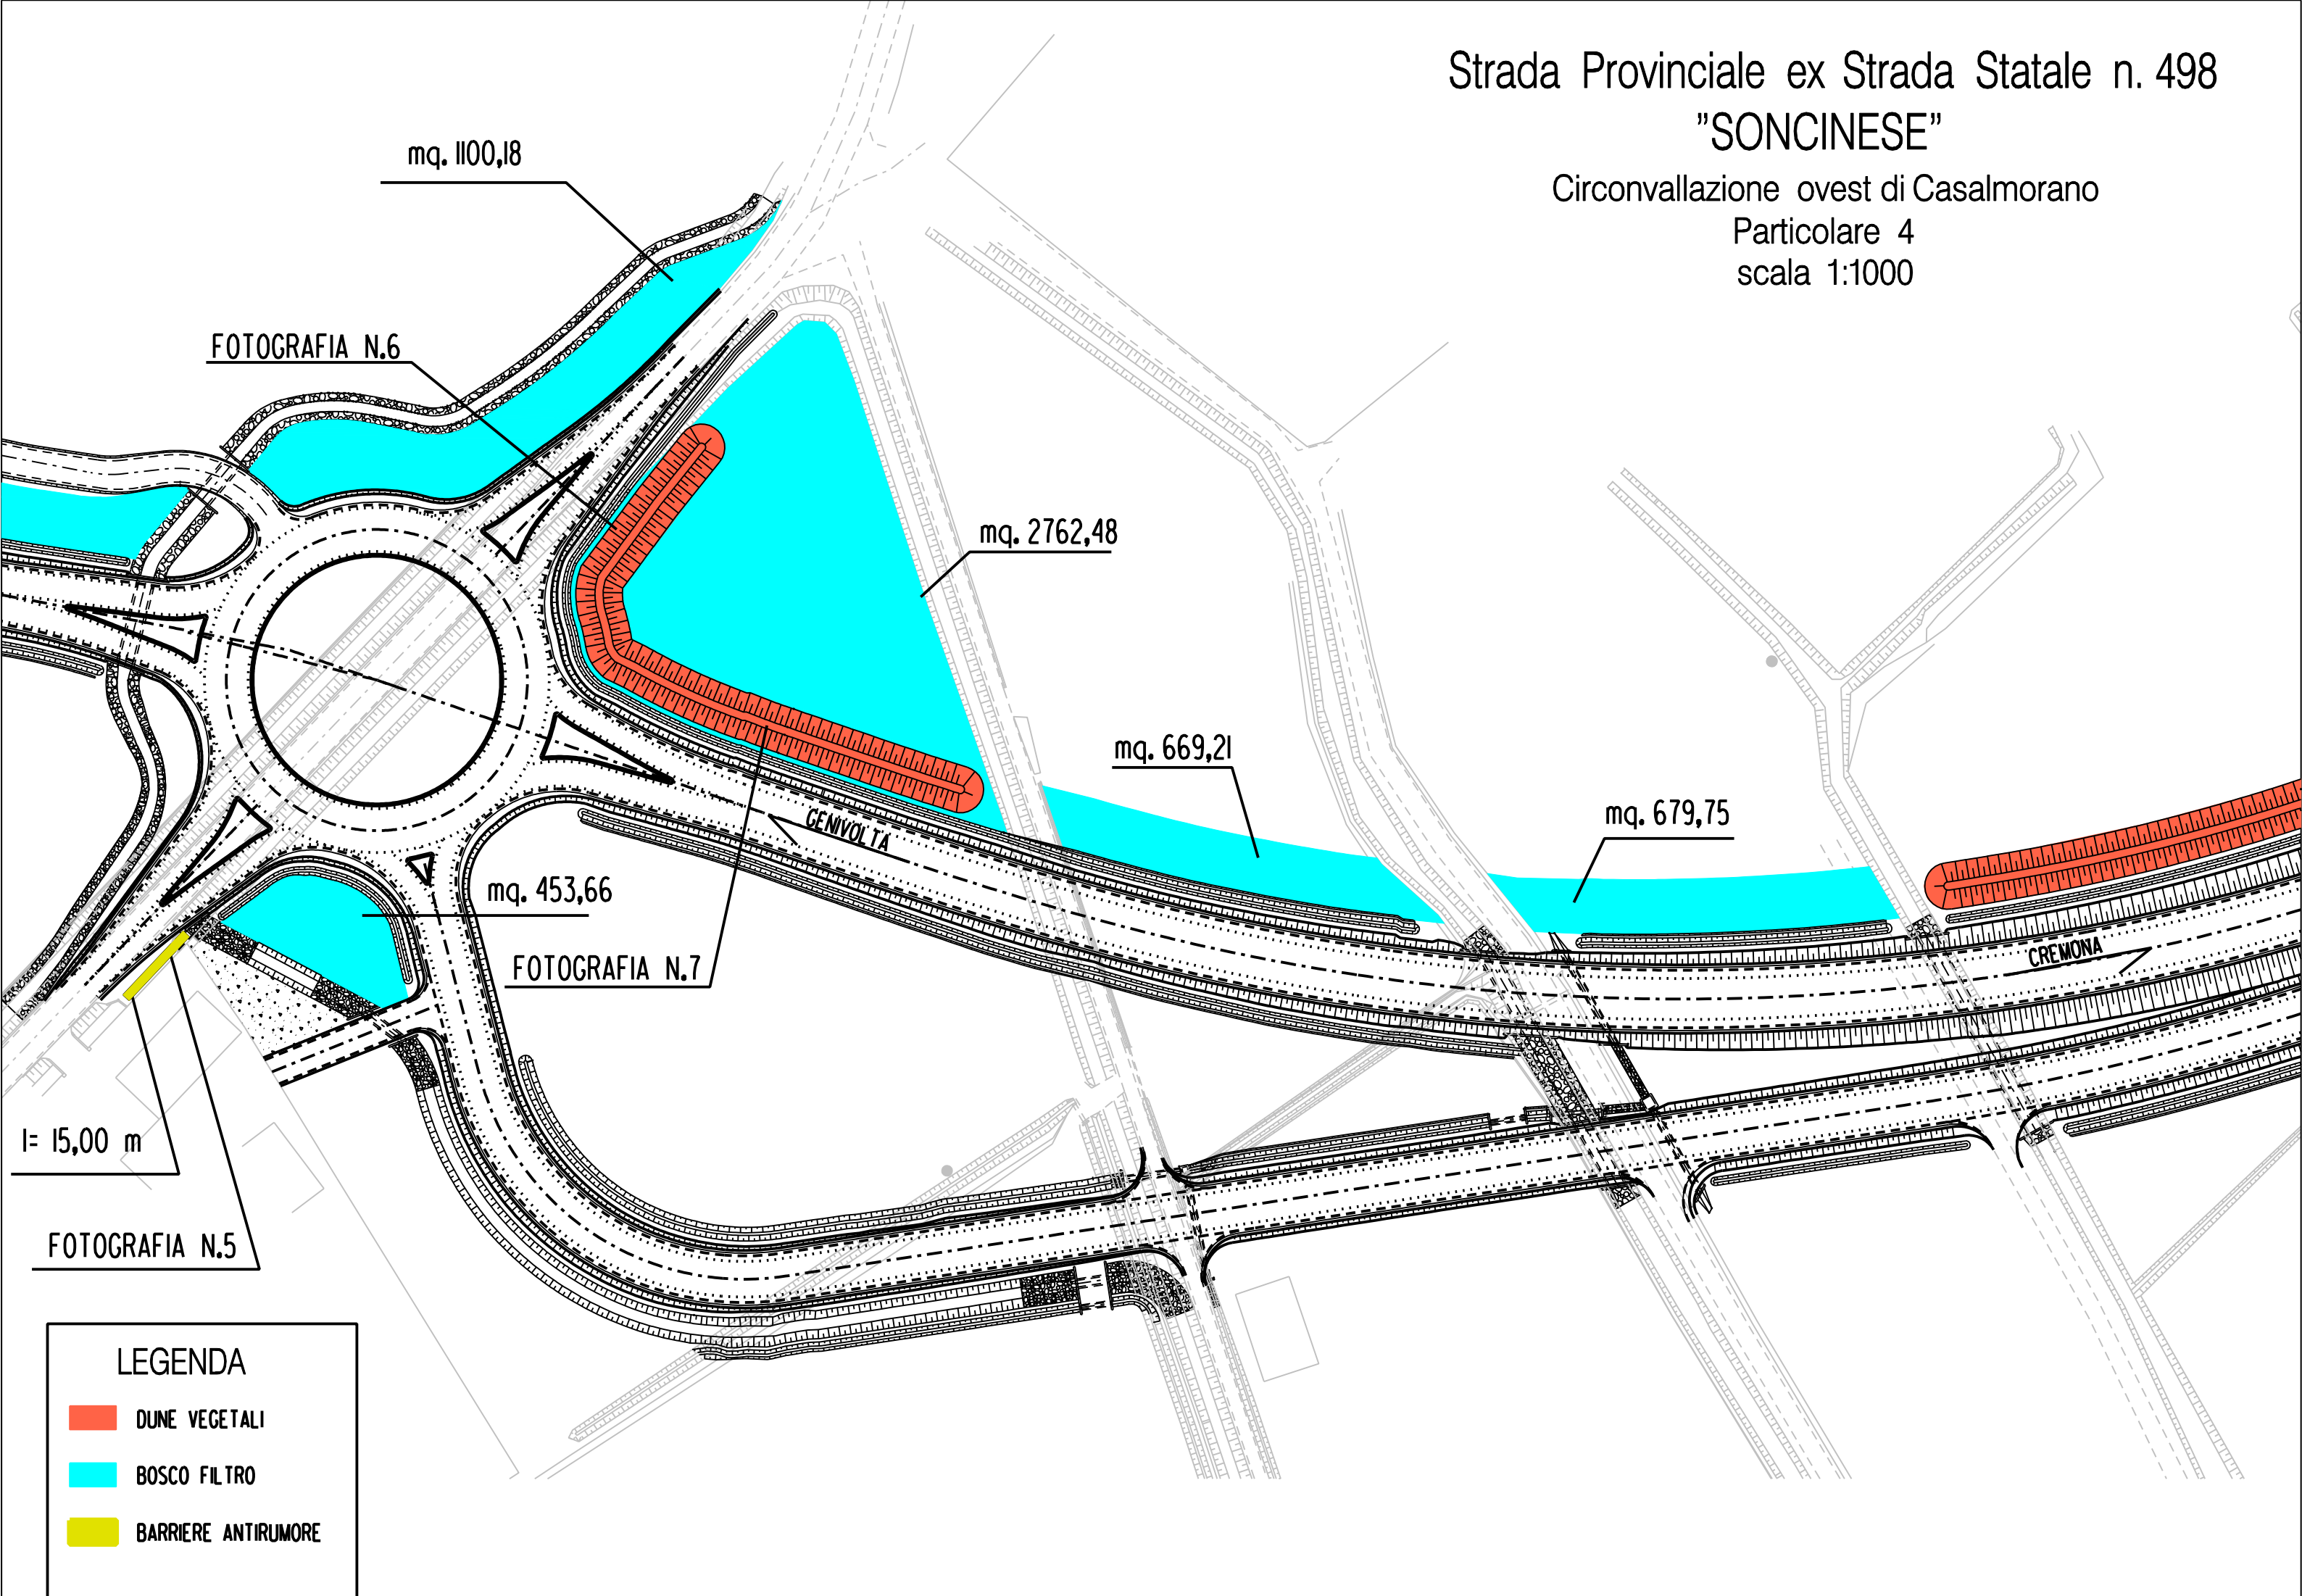 Strada Provinciale ex Strada Statale n. 498
"SONCINESE"
Circonvallazione ovest di Casalmorano
Particolare 4
scala 1:1000
mq. 1100,18
FOTOGRAFIA N.6
mq. 2762,48
mq. 669,21
mq. 679,75
GENIVOLTA
mq. 453,66
FOTOGRAFIA N.7
CREMONA
l= 15,00 m
FOTOGRAFIA N.5
LEGENDA
DUNE VEGETALI
BOSCO FILTRO
BARRIERE ANTIRUMORE